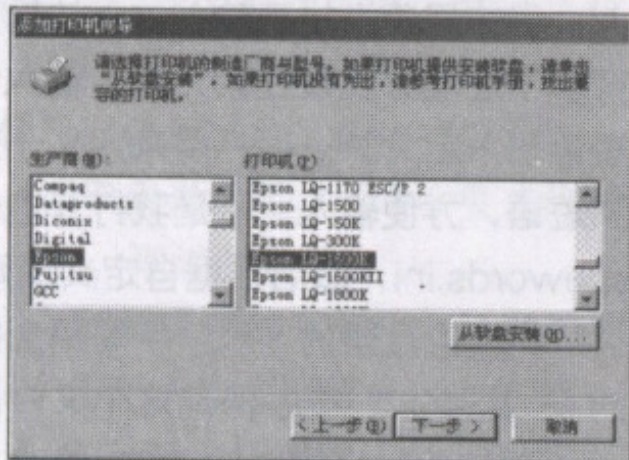 添加打印机向导
请选择打印机的制造厂商与型号。如果打印机提供安装软盘,请单击
“从软盘安装”。如果打印机没有列出,请参考打印机手册,找出兼
容的打印机。
生产商(M):
打印机(P):
Compaq
Dataproducts
Diconix
Digital
Epson
Fujitsu
GCC
Epson LQ-1170 ESC/P 2
Epson LQ-1500
Epson LQ-150K
Epson LQ-300K
Epson LQ-1600K
Epson LQ-1600KII
Epson LQ-1800K
从软盘安装(H)...
<上一步(B)
下一步 >
取消